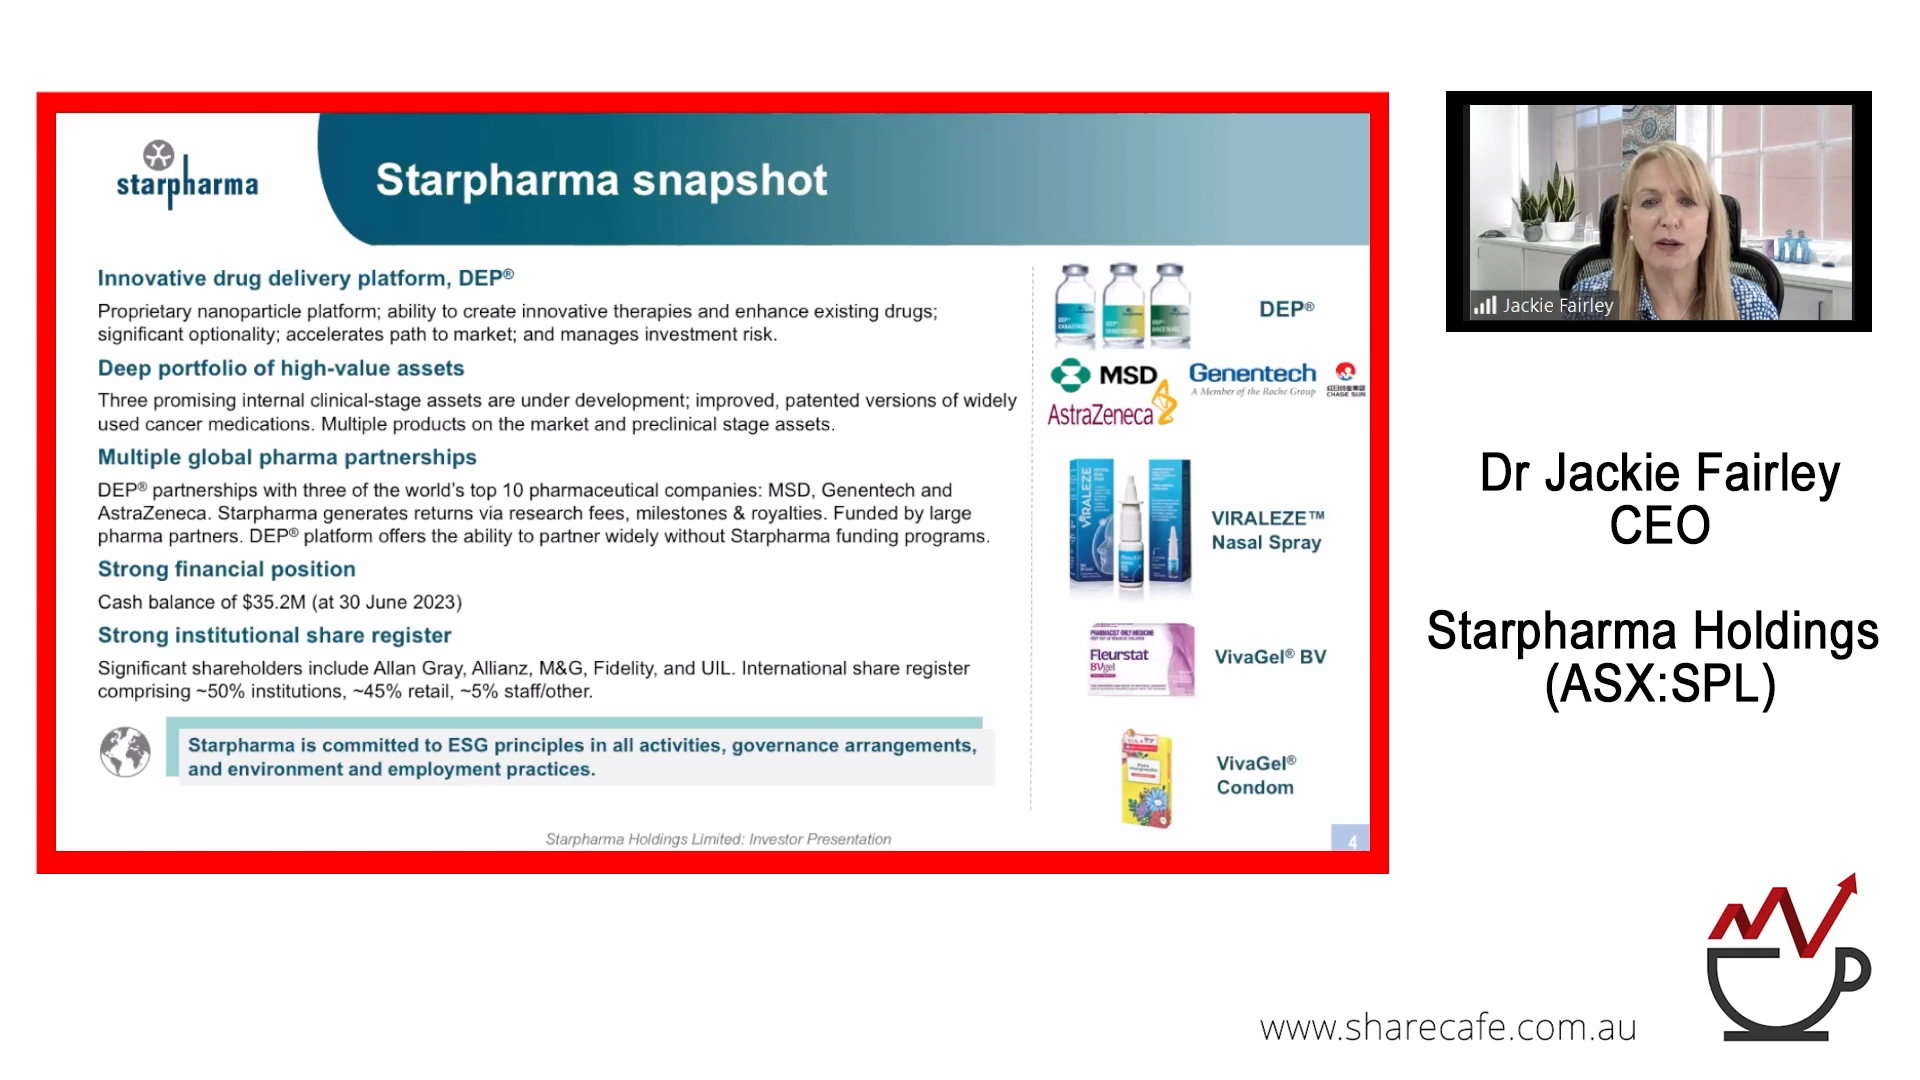 starpharma
Starpharma snapshot
Innovative drug delivery platform, DEP®
Proprietary nanoparticle platform; ability to create innovative therapies and enhance existing drugs;
significant optionality; accelerates path to market; and manages investment risk.
Deep portfolio of high-value assets
Three promising internal clinical-stage assets are under development; improved, patented versions of widely
used cancer medications. Multiple products on the market and preclinical stage assets.
Multiple global pharma partnerships
DEP® partnerships with three of the world's top 10 pharmaceutical companies: MSD, Genentech and
AstraZeneca. Starpharma generates returns via research fees, milestones & royalties. Funded by large
pharma partners. DEP® platform offers the ability to partner widely without Starpharma funding programs.
Strong financial position
Cash balance of $35.2M (at 30 June 2023)
Strong institutional share register
Significant shareholders include Allan Gray, Allianz, M&G, Fidelity, and UIL. International share register
comprising ~50% institutions, ~45% retail, ~5% staff/other.
Starpharma is committed to ESG principles in all activities, governance arrangements,
and environment and employment practices.
Starpharma Holdings Limited: Investor Presentation
4
DEP®
MSD
Genentech
A Member of the Roche Group
CHASE SUN
AstraZeneca
VIRALEZE
VIRALEZE™
Nasal Spray
PHARMACIST ONLY MEDICINE
Fleurstat
BVgel
VivaGel® BV
VivaGel®
Condom
Jackie Fairley
Dr Jackie Fairley
CEO
Starpharma Holdings
(ASX:SPL)
www.sharecafe.com.au